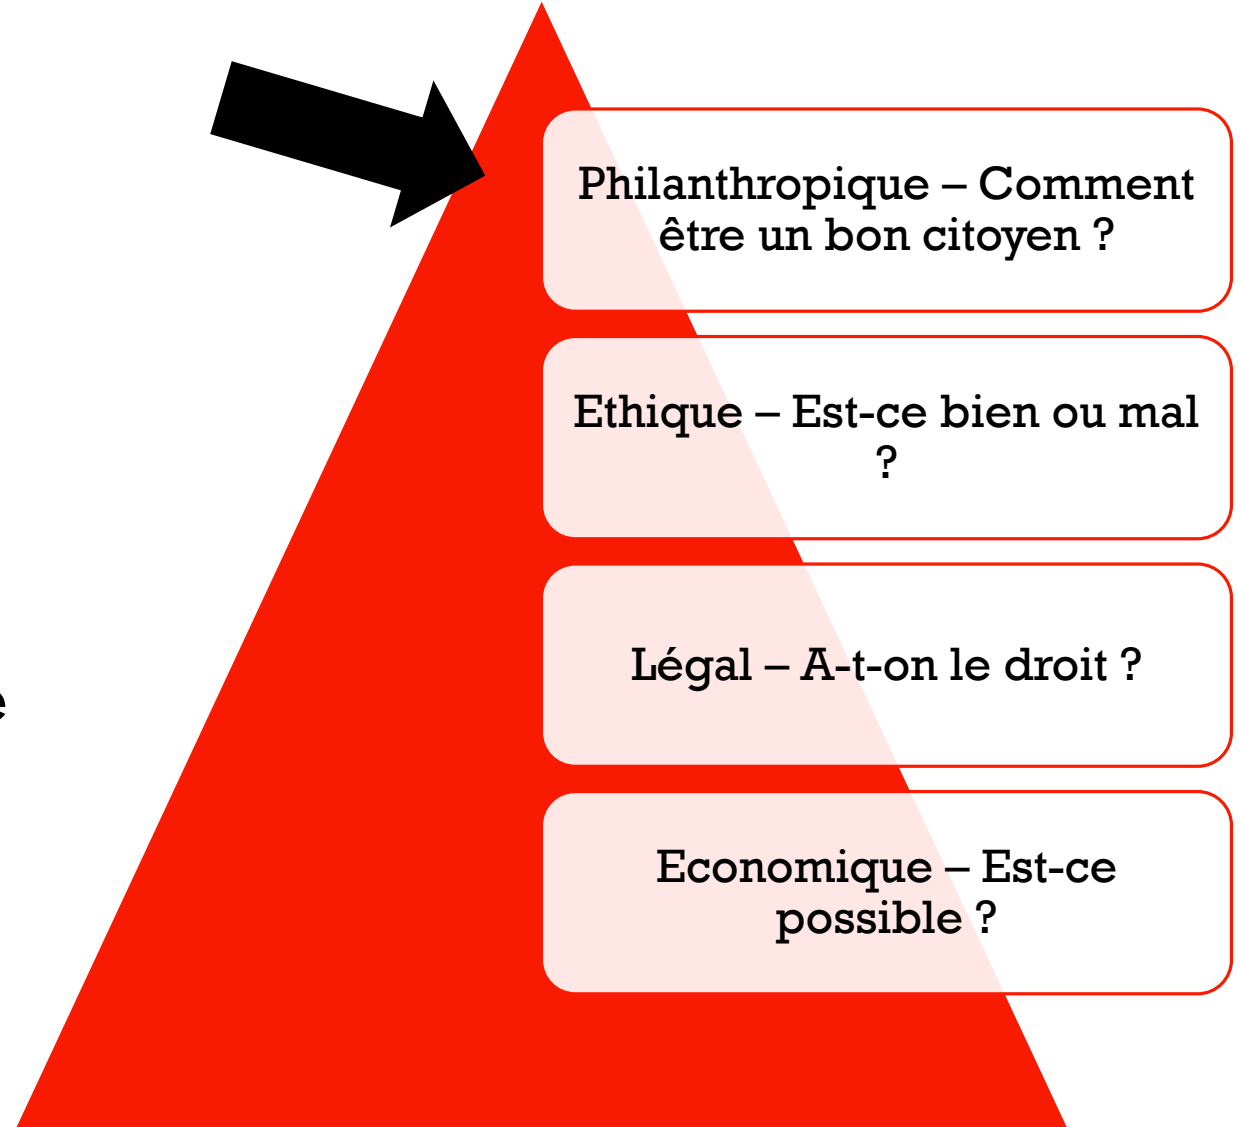 Philanthropique – Comment
être un bon citoyen ?
Ethique – Est-ce bien ou mal
?
Légal – A-t-on le droit ?
e
Economique – Est-ce
possible ?